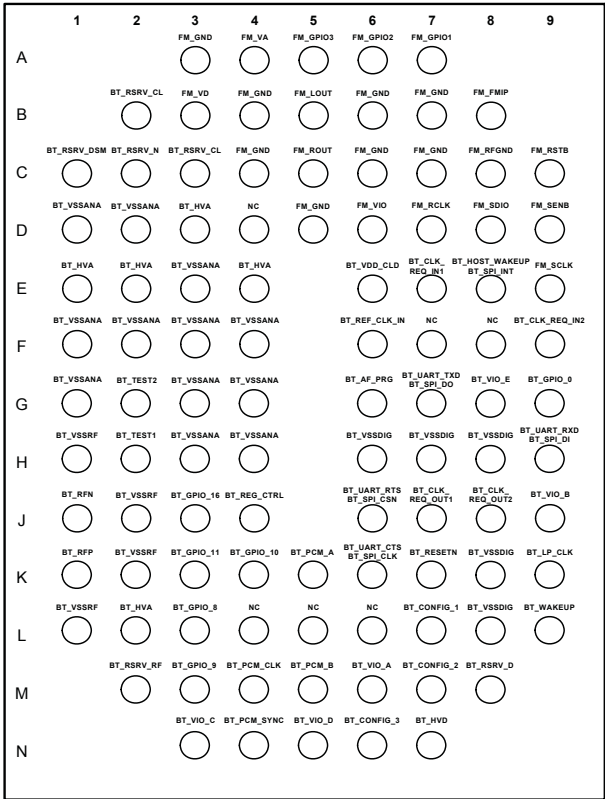 1 2 3 4 5 6 7 8 9
FM_GND FM_VA FM_GPIO3 FM_GPIO2 FM_GPIO1
A
BT_RSRV_CL FM_VD FM_GND FM_LOUT FM_GND FM_GND FM_FMIP
B
BT_RSRV_DSM BT_RSRV_N BT_RSRV_CL FM_GND FM_ROUT FM_GND FM_GND FM_RFGND FM_RSTB
C
BT_VSSANA BT_VSSANA BT_HVA NC FM_GND FM_VIO FM_RCLK FM_SDIO FM_SENB
D
BT_HVA BT_HVA BT_VSSANA BT_HVA BT_VDD_CLD BT_CLK_ BT_HOST_WAKEUP FM_SCLK
REQ_IN1 BT_SPI_INT
E
BT_VSSANA BT_VSSANA BT_VSSANA BT_VSSANA BT_REF_CLK_IN NC NC BT_CLK_REQ_IN2
F
BT_VSSANA BT_TEST2 BT_VSSANA BT_VSSANA BT_AF_PRG BT_UART_TXD BT_VIO_E BT_GPIO_0
BT_SPI_DO
G
BT_VSSRF BT_TEST1 BT_VSSANA BT_VSSANA BT_VSSDIG BT_VSSDIG BT_VSSDIG BT_UART_RXD
BT_SPI_DI
H
BT_RFN BT_VSSRF BT_GPIO_16 BT_REG_CTRL BT_UART_RTS BT_CLK_ BT_CLK_ BT_VIO_B
BT_SPI_CSN REQ_OUT1 REQ_OUT2
J
BT_RFP BT_VSSRF BT_GPIO_11 BT_GPIO_10 BT_PCM_A BT_UART_CTS BT_RESETN BT_VSSDIG BT_LP_CLK
BT_SPI_CLK
K
BT_VSSRF BT_HVA BT_GPIO_8 NC NC NC BT_CONFIG_1 BT_VSSDIG BT_WAKEUP
L
BT_RSRV_RF BT_GPIO_9 BT_PCM_CLK BT_PCM_B BT_VIO_A BT_CONFIG_2 BT_RSRV_D
M
BT_VIO_C BT_PCM_SYNC BT_VIO_D BT_CONFIG_3 BT_HVD
N